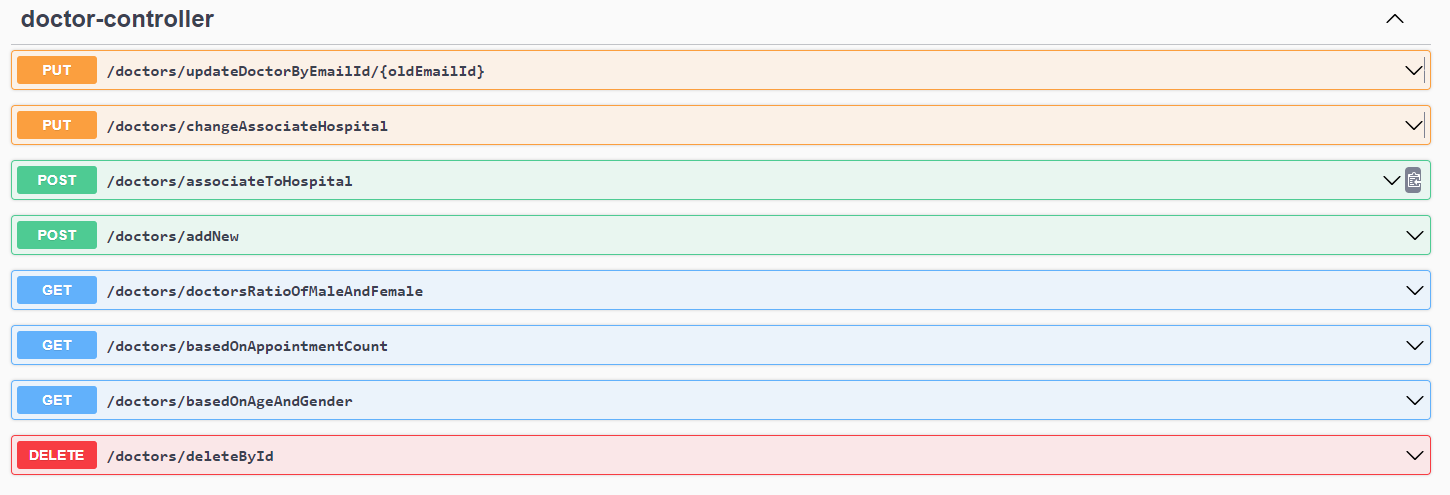 doctor-controller
PUT /doctors/updateDoctorByEmailId/{oldEmailId}
PUT /doctors/changeAssociateHospital
POST /doctors/associateToHospital
POST /doctors/addNew
GET /doctors/doctorsRatioOfMaleAndFemale
GET /doctors/basedOnAppointmentCount
GET /doctors/basedOnAgeAndGender
DELETE /doctors/deleteById